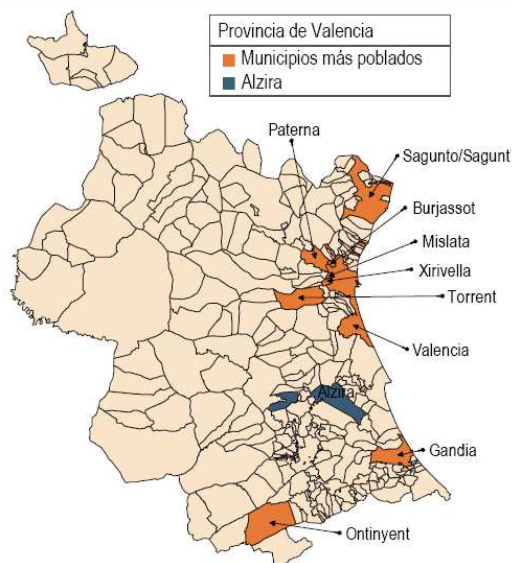 Provincia de Valencia
Municipios más poblados
Alzira
Paterna
Sagunto/Sagunt
Burjassot
Mislata
Xirivella
Torrent
Valencia
Alzira
Gandia
Ontinyent